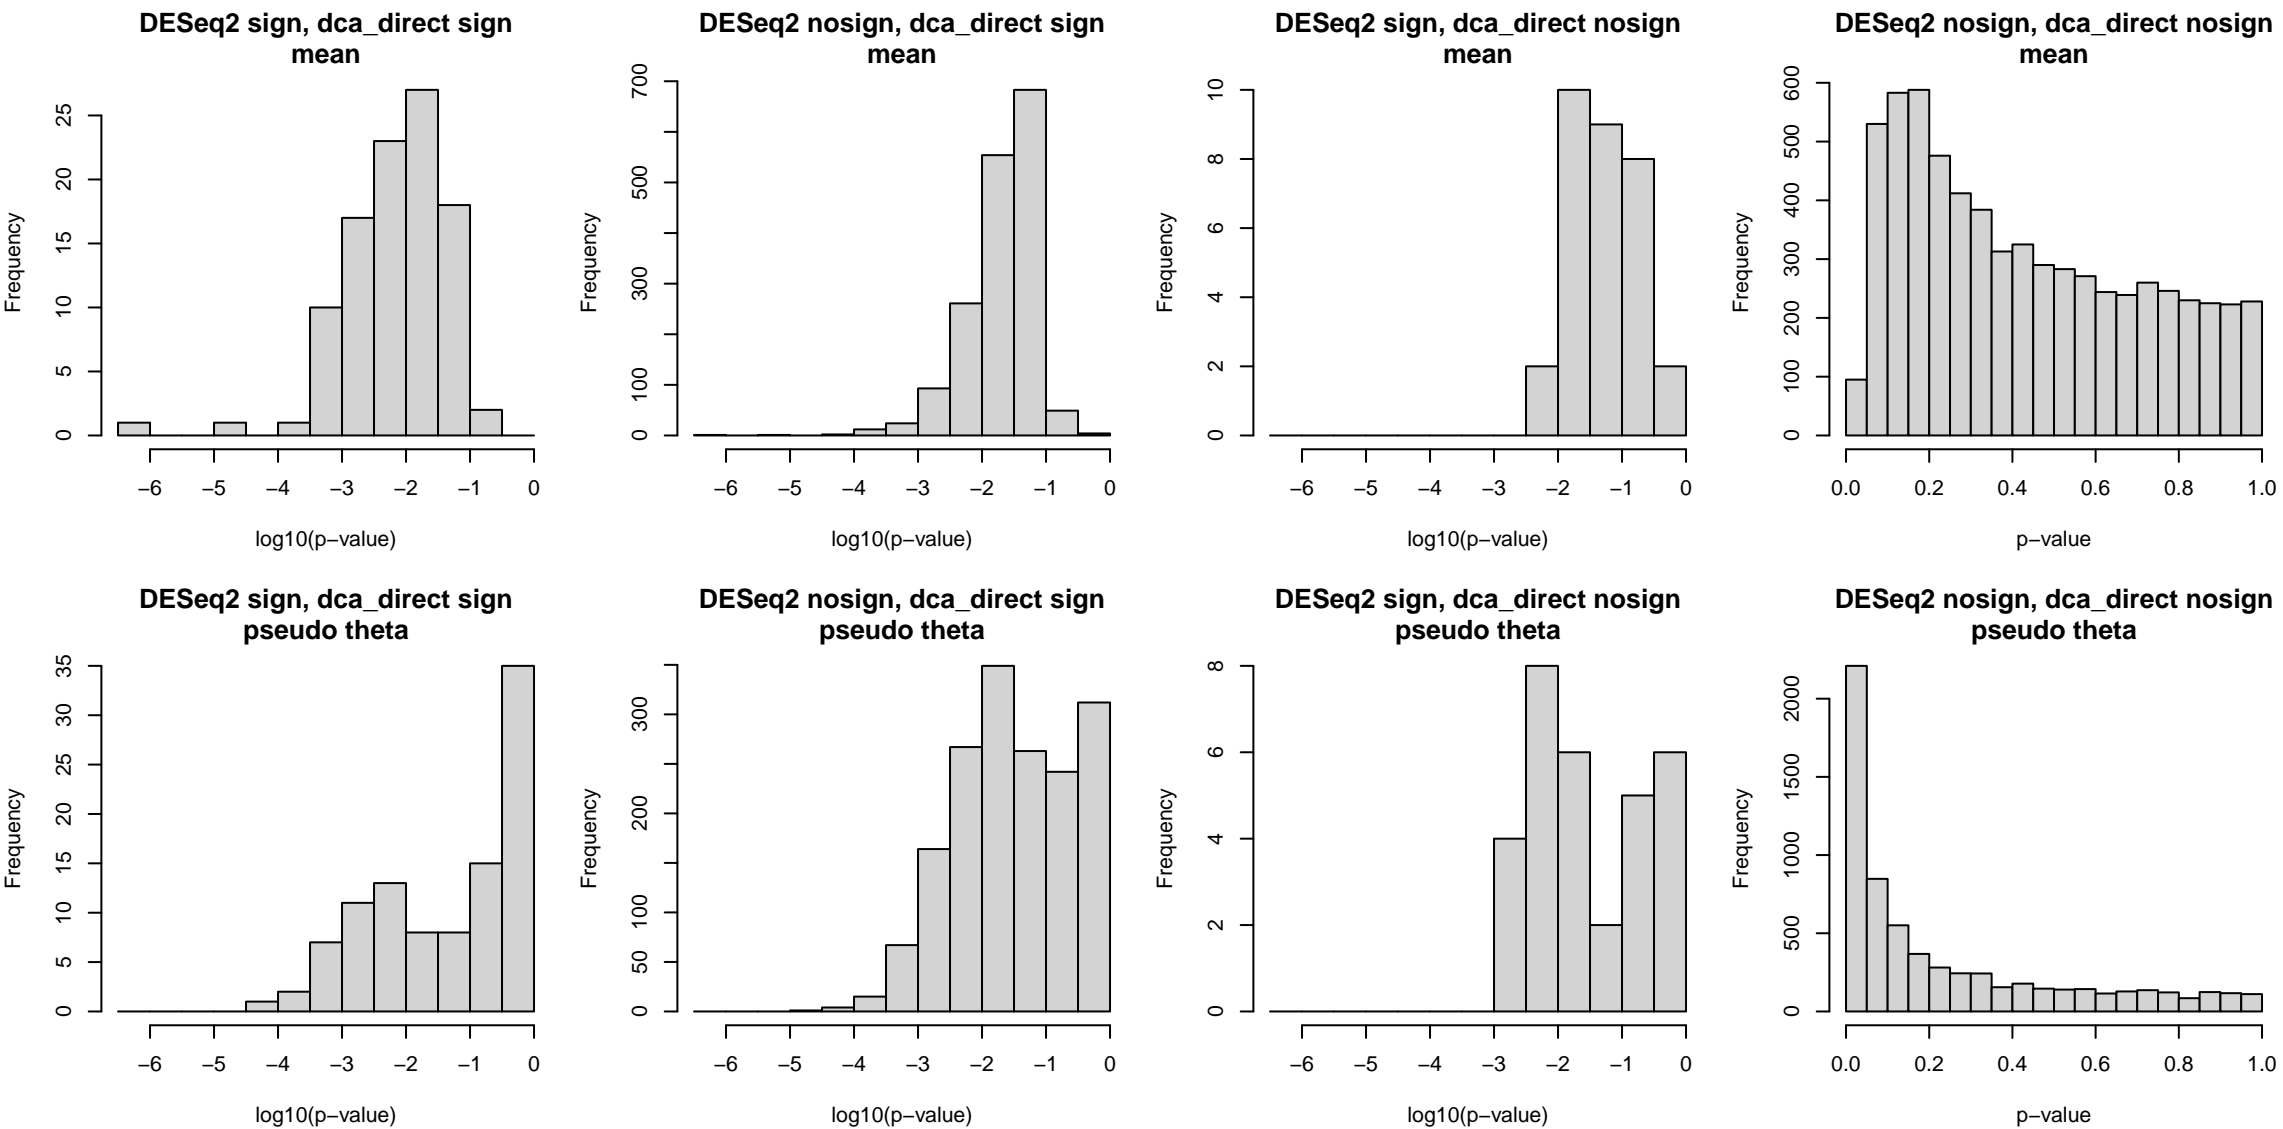 DESeq2 sign, dca_direct sign
mean
Frequency
0 5 10 15 20 25
−6 −5 −4 −3 −2 −1 0
log10(p−value)
DESeq2 nosign, dca_direct sign
mean
Frequency
0 100 300 500 700
−6 −5 −4 −3 −2 −1 0
log10(p−value)
DESeq2 sign, dca_direct nosign
mean
Frequency
0 2 4 6 8 10
−6 −5 −4 −3 −2 −1 0
log10(p−value)
DESeq2 nosign, dca_direct nosign
mean
Frequency
0 100 200 300 400 500 600
0.0 0.2 0.4 0.6 0.8 1.0
p−value
DESeq2 sign, dca_direct sign
pseudo theta
Frequency
0 5 10 15 20 25 30 35
−6 −5 −4 −3 −2 −1 0
log10(p−value)
DESeq2 nosign, dca_direct sign
pseudo theta
Frequency
0 50 100 200 300
−6 −5 −4 −3 −2 −1 0
log10(p−value)
DESeq2 sign, dca_direct nosign
pseudo theta
Frequency
0 2 4 6 8
−6 −5 −4 −3 −2 −1 0
log10(p−value)
DESeq2 nosign, dca_direct nosign
pseudo theta
Frequency
0 500 1000 1500 2000
0.0 0.2 0.4 0.6 0.8 1.0
p−value